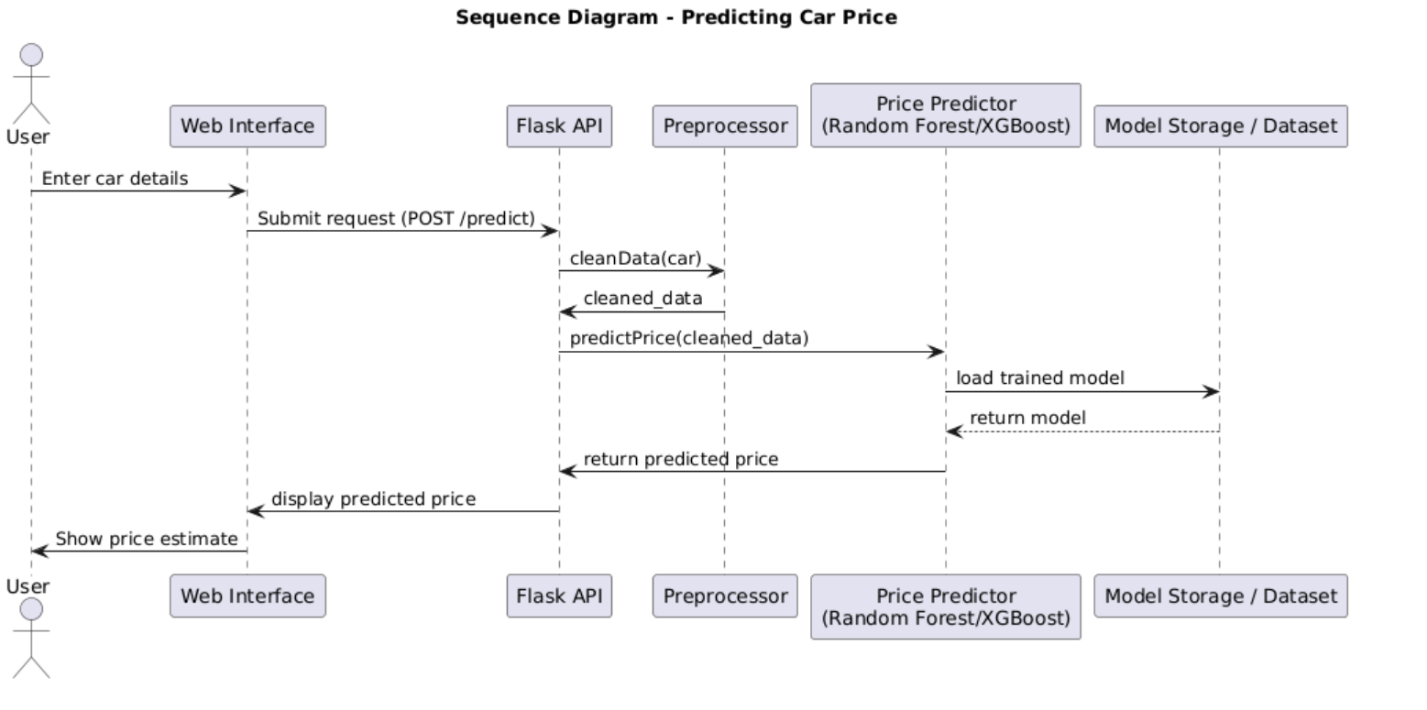 Sequence Diagram - Predicting Car Price
User
Web Interface
Flask API
Preprocessor
Price Predictor
(Random Forest/XGBoost)
Model Storage / Dataset
Enter car details
Submit request (POST /predict)
cleanData(car)
cleaned_data
predictPrice(cleaned_data)
load trained model
return model
return predicted price
display predicted price
Show price estimate
User
Web Interface
Flask API
Preprocessor
Price Predictor
(Random Forest/XGBoost)
Model Storage / Dataset